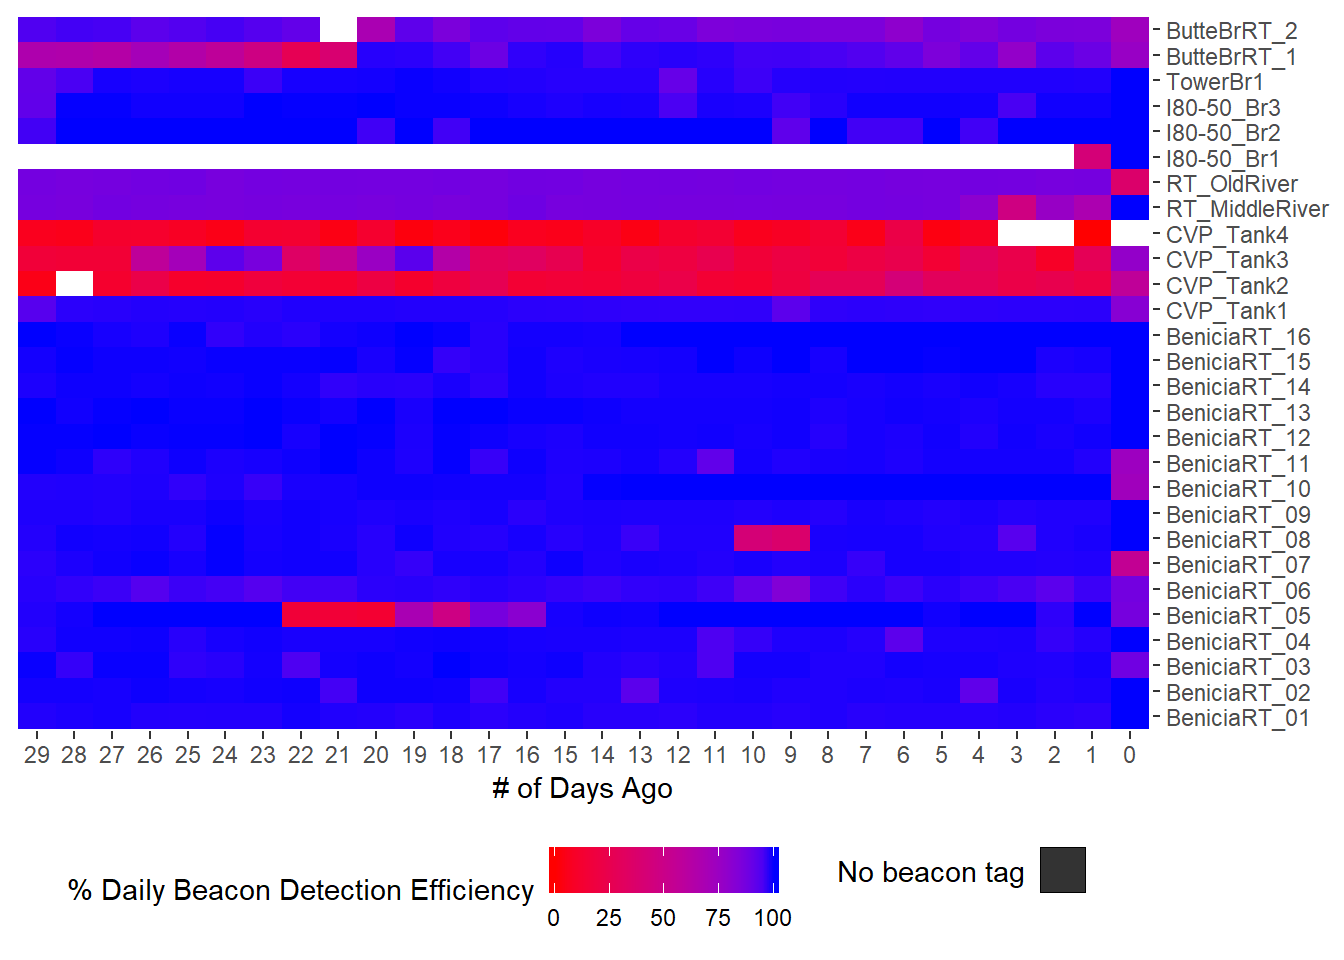 ButteBrRT_2
ButteBrRT_1
TowerBr1
I80-50_Br3
I80-50_Br2
I80-50_Br1
RT_OldRiver
RT_MiddleRiver
CVP_Tank4
CVP_Tank3
CVP_Tank2
CVP_Tank1
BeniciaRT_16
BeniciaRT_15
BeniciaRT_14
BeniciaRT_13
BeniciaRT_12
BeniciaRT_11
BeniciaRT_10
BeniciaRT_09
BeniciaRT_08
BeniciaRT_07
BeniciaRT_06
BeniciaRT_05
BeniciaRT_04
BeniciaRT_03
BeniciaRT_02
BeniciaRT_01
29 28 27 26 25 24 23 22 21 20 19 18 17 16 15 14 13 12 11 10 9 8 7 6 5 4 3 2 1 0
# of Days Ago
% Daily Beacon Detection Efficiency
0 25 50 75 100
No beacon tag